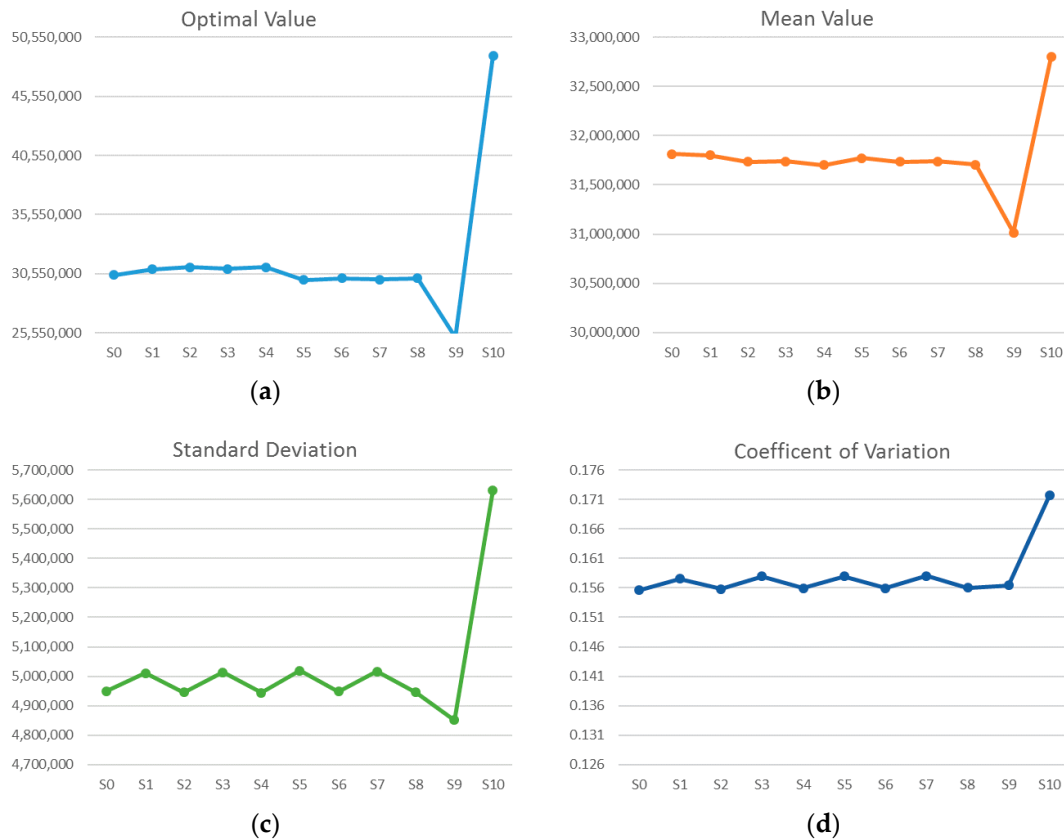 Optimal Value
50,550,000
45,550,000
40,550,000
35,550,000
30,550,000
25,550,000
S0 S1 S2 S3 S4 S5 S6 S7 S8 S9 S10
(a)
Mean Value
33,000,000
32,500,000
32,000,000
31,500,000
31,000,000
30,500,000
30,000,000
S0 S1 S2 S3 S4 S5 S6 S7 S8 S9 S10
(b)
Standard Deviation
5,700,000
5,600,000
5,500,000
5,400,000
5,300,000
5,200,000
5,100,000
5,000,000
4,900,000
4,800,000
4,700,000
S0 S1 S2 S3 S4 S5 S6 S7 S8 S9 S10
(c)
Coefficent of Variation
0.176
0.171
0.166
0.161
0.156
0.151
0.146
0.141
0.136
0.131
0.126
S0 S1 S2 S3 S4 S5 S6 S7 S8 S9 S10
(d)